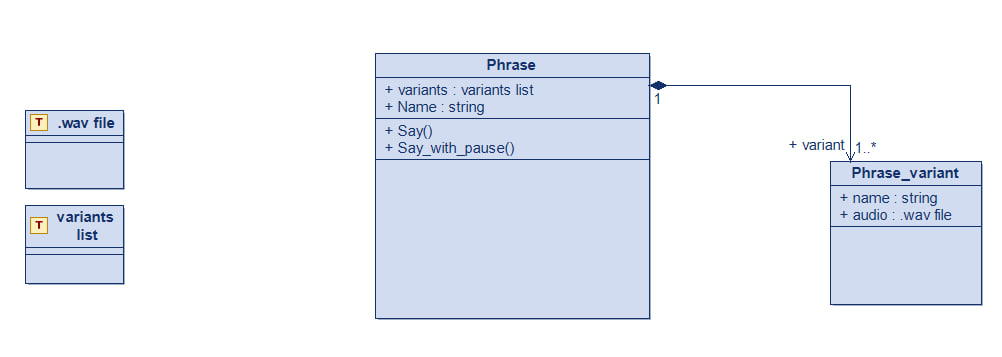 T .wav file
T variants
list
Phrase
+ variants : variants list
+ Name : string
+ Say()
+ Say_with_pause()
1
+ variant
1..*
Phrase_variant
+ name : string
+ audio : .wav file